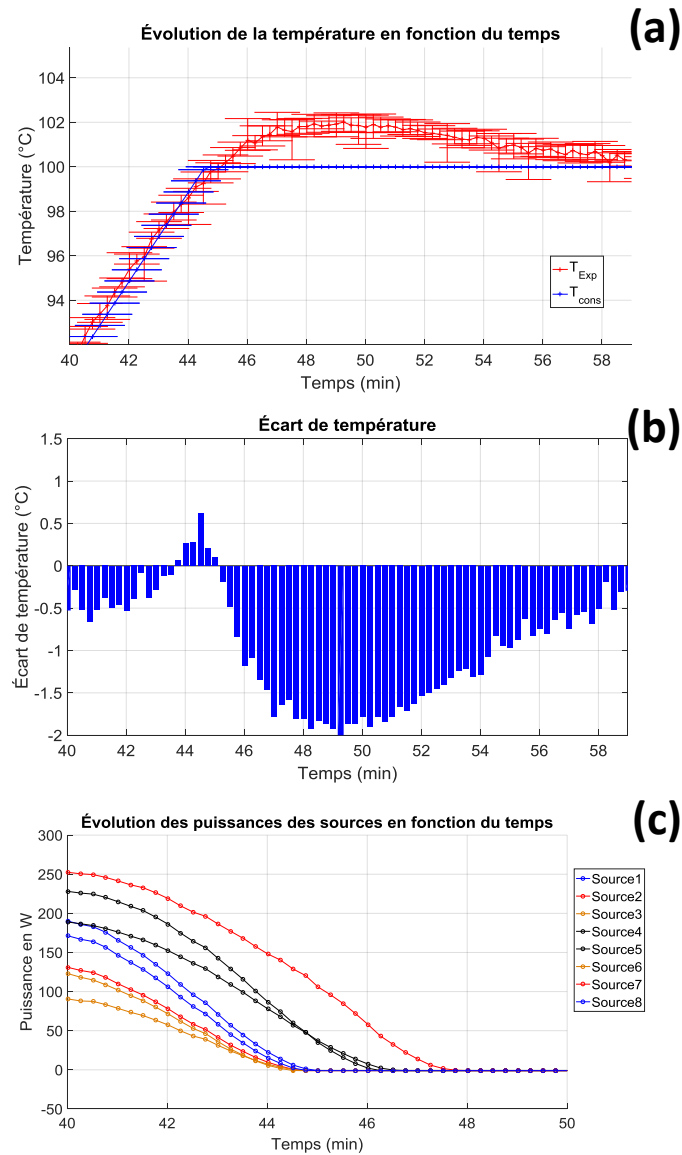 (a)
Évolution de la température en fonction du temps
Température (°C)
104
102
100
98
96
94
40 42 44 46 48 50 52 54 56 58
Temps (min)
T_Exp
T_cons
(b)
Écart de température
Écart de température (°C)
1.5
1
0.5
0
-0.5
-1
-1.5
-2
40 42 44 46 48 50 52 54 56 58
Temps (min)
(c)
Évolution des puissances des sources en fonction du temps
Puissance en W
300
250
200
150
100
50
0
-50
40 42 44 46 48 50
Temps (min)
Source1
Source2
Source3
Source4
Source5
Source6
Source7
Source8